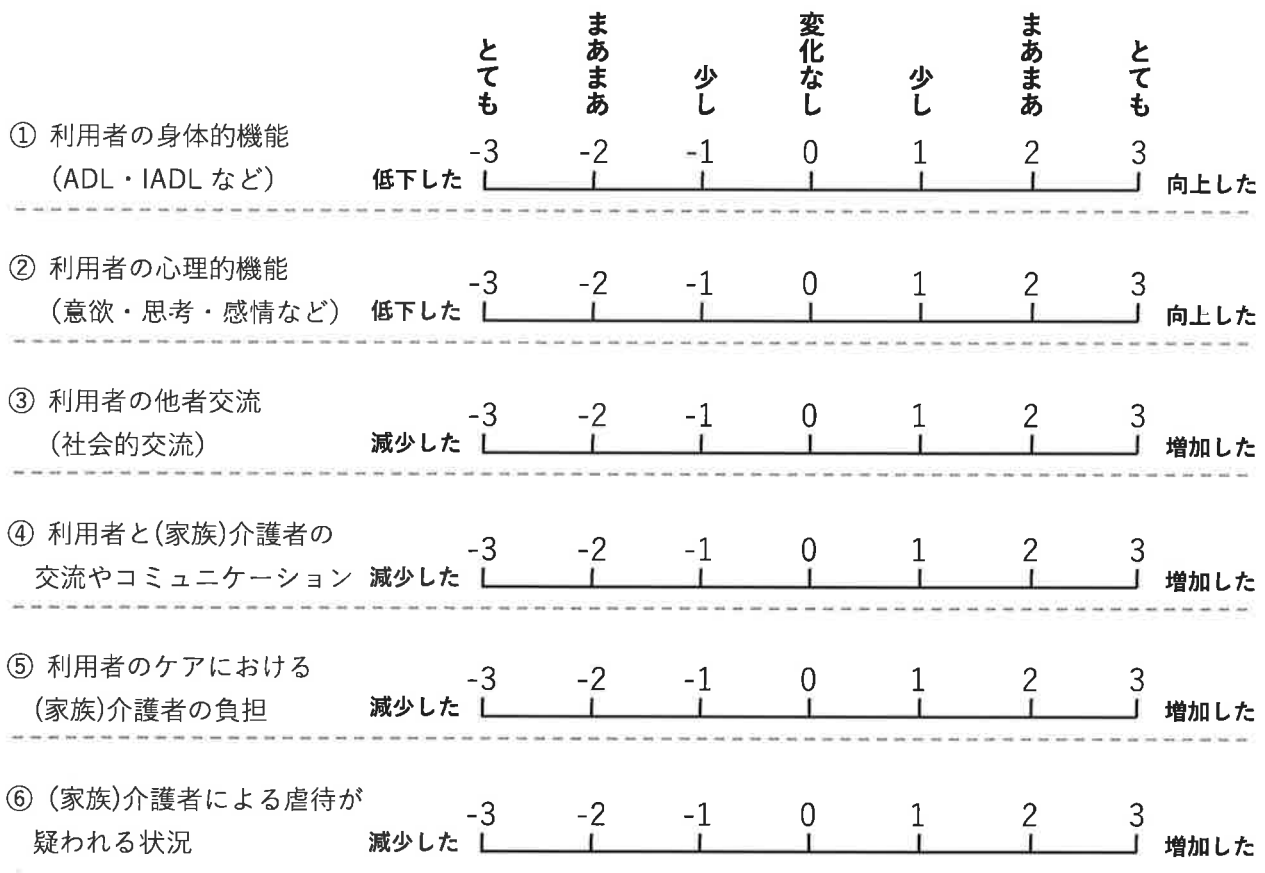 とても まあまあ 少し 変化なし 少し まあまあ とても
① 利用者の身体的機能
(ADL・IADL など)
-3 -2 -1 0 1 2 3
低下した 向上した
② 利用者の心理的機能
(意欲・思考・感情など)
-3 -2 -1 0 1 2 3
低下した 向上した
③ 利用者の他者交流
(社会的交流)
-3 -2 -1 0 1 2 3
減少した 増加した
④ 利用者と(家族)介護者の
交流やコミュニケーション
-3 -2 -1 0 1 2 3
減少した 増加した
⑤ 利用者のケアにおける
(家族)介護者の負担
-3 -2 -1 0 1 2 3
減少した 増加した
⑥ (家族)介護者による虐待が
疑われる状況
-3 -2 -1 0 1 2 3
減少した 増加した